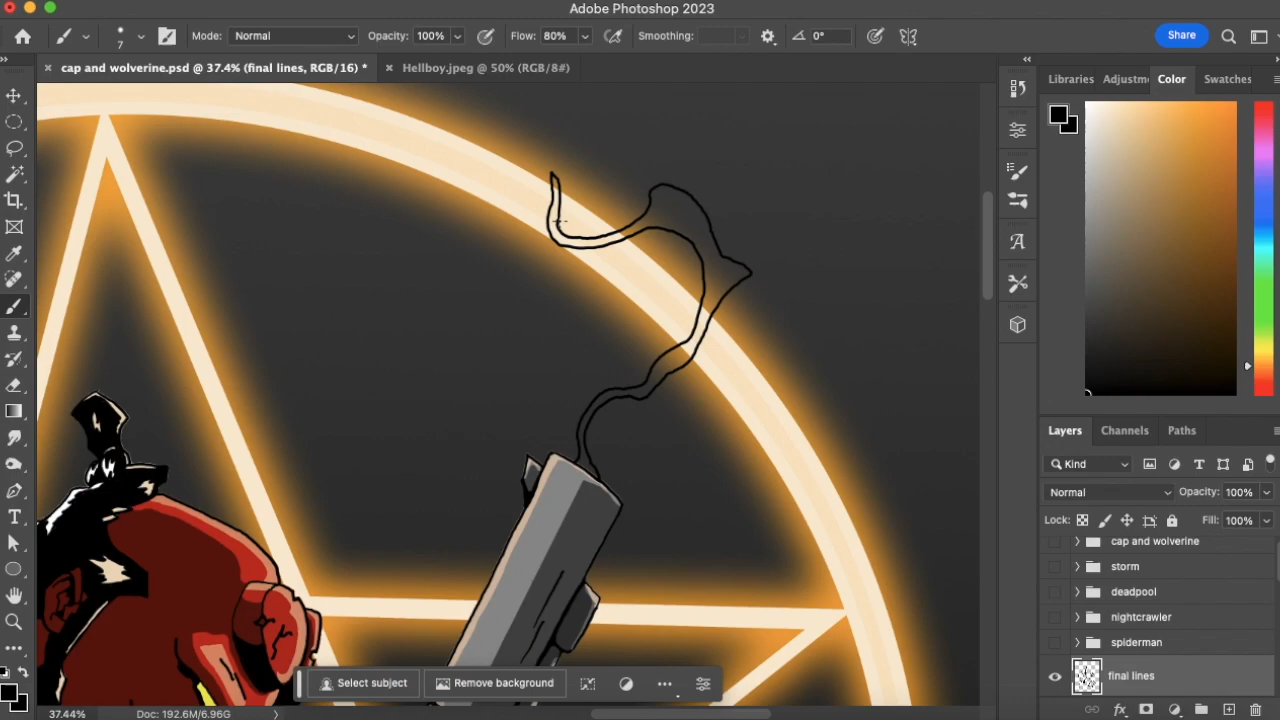 Adobe Photoshop 2023
7 Mode: Normal Opacity: 100% Flow: 80% Smoothing: 0° Share
cap and wolverine.psd @ 37.4% (final lines, RGB/16) * Hellboy.jpeg @ 50% (RGB/8#)
Libraries Adjustme Color Swatches
Layers Channels Paths
Kind
Normal Opacity: 100%
Lock: Fill: 100%
cap and wolverine
storm
deadpool
nightcrawler
spiderman
final lines
Select subject Remove background
37.44% Doc: 192.6M/6.96G